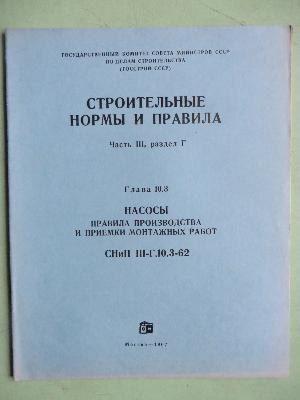 ГОСУДАРСТВЕННЫЙ КОМИТЕТ СОВЕТА МИНИСТРОВ СССР
ПО ДЕЛАМ СТРОИТЕЛЬСТВА
(ГОССТРОЙ СССР)
СТРОИТЕЛЬНЫЕ
НОРМЫ И ПРАВИЛА
Часть III, раздел Г
Глава 10.3
НАСОСЫ
ПРАВИЛА ПРОИЗВОДСТВА
И ПРИЕМКИ МОНТАЖНЫХ РАБОТ
СНиП III-Г.10.3-62